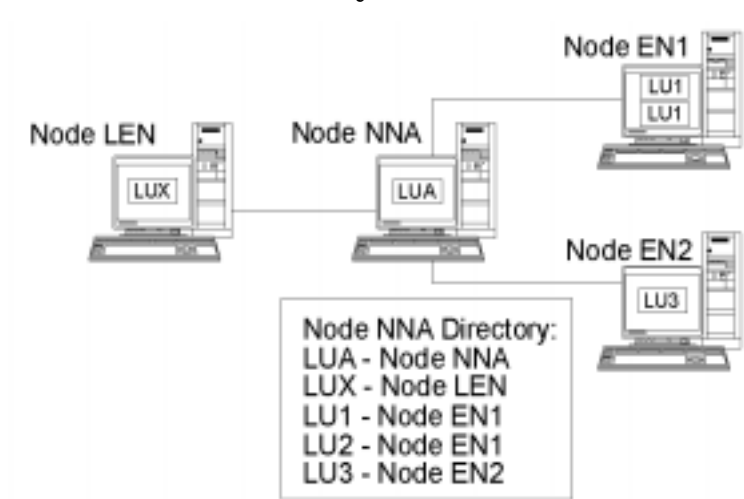 Node EN1
LU1
LU1
Node LEN
Node NNA
LUX
LUA
Node EN2
LU3
Node NNA Directory:
LUA - Node NNA
LUX - Node LEN
LU1 - Node EN1
LU2 - Node EN1
LU3 - Node EN2